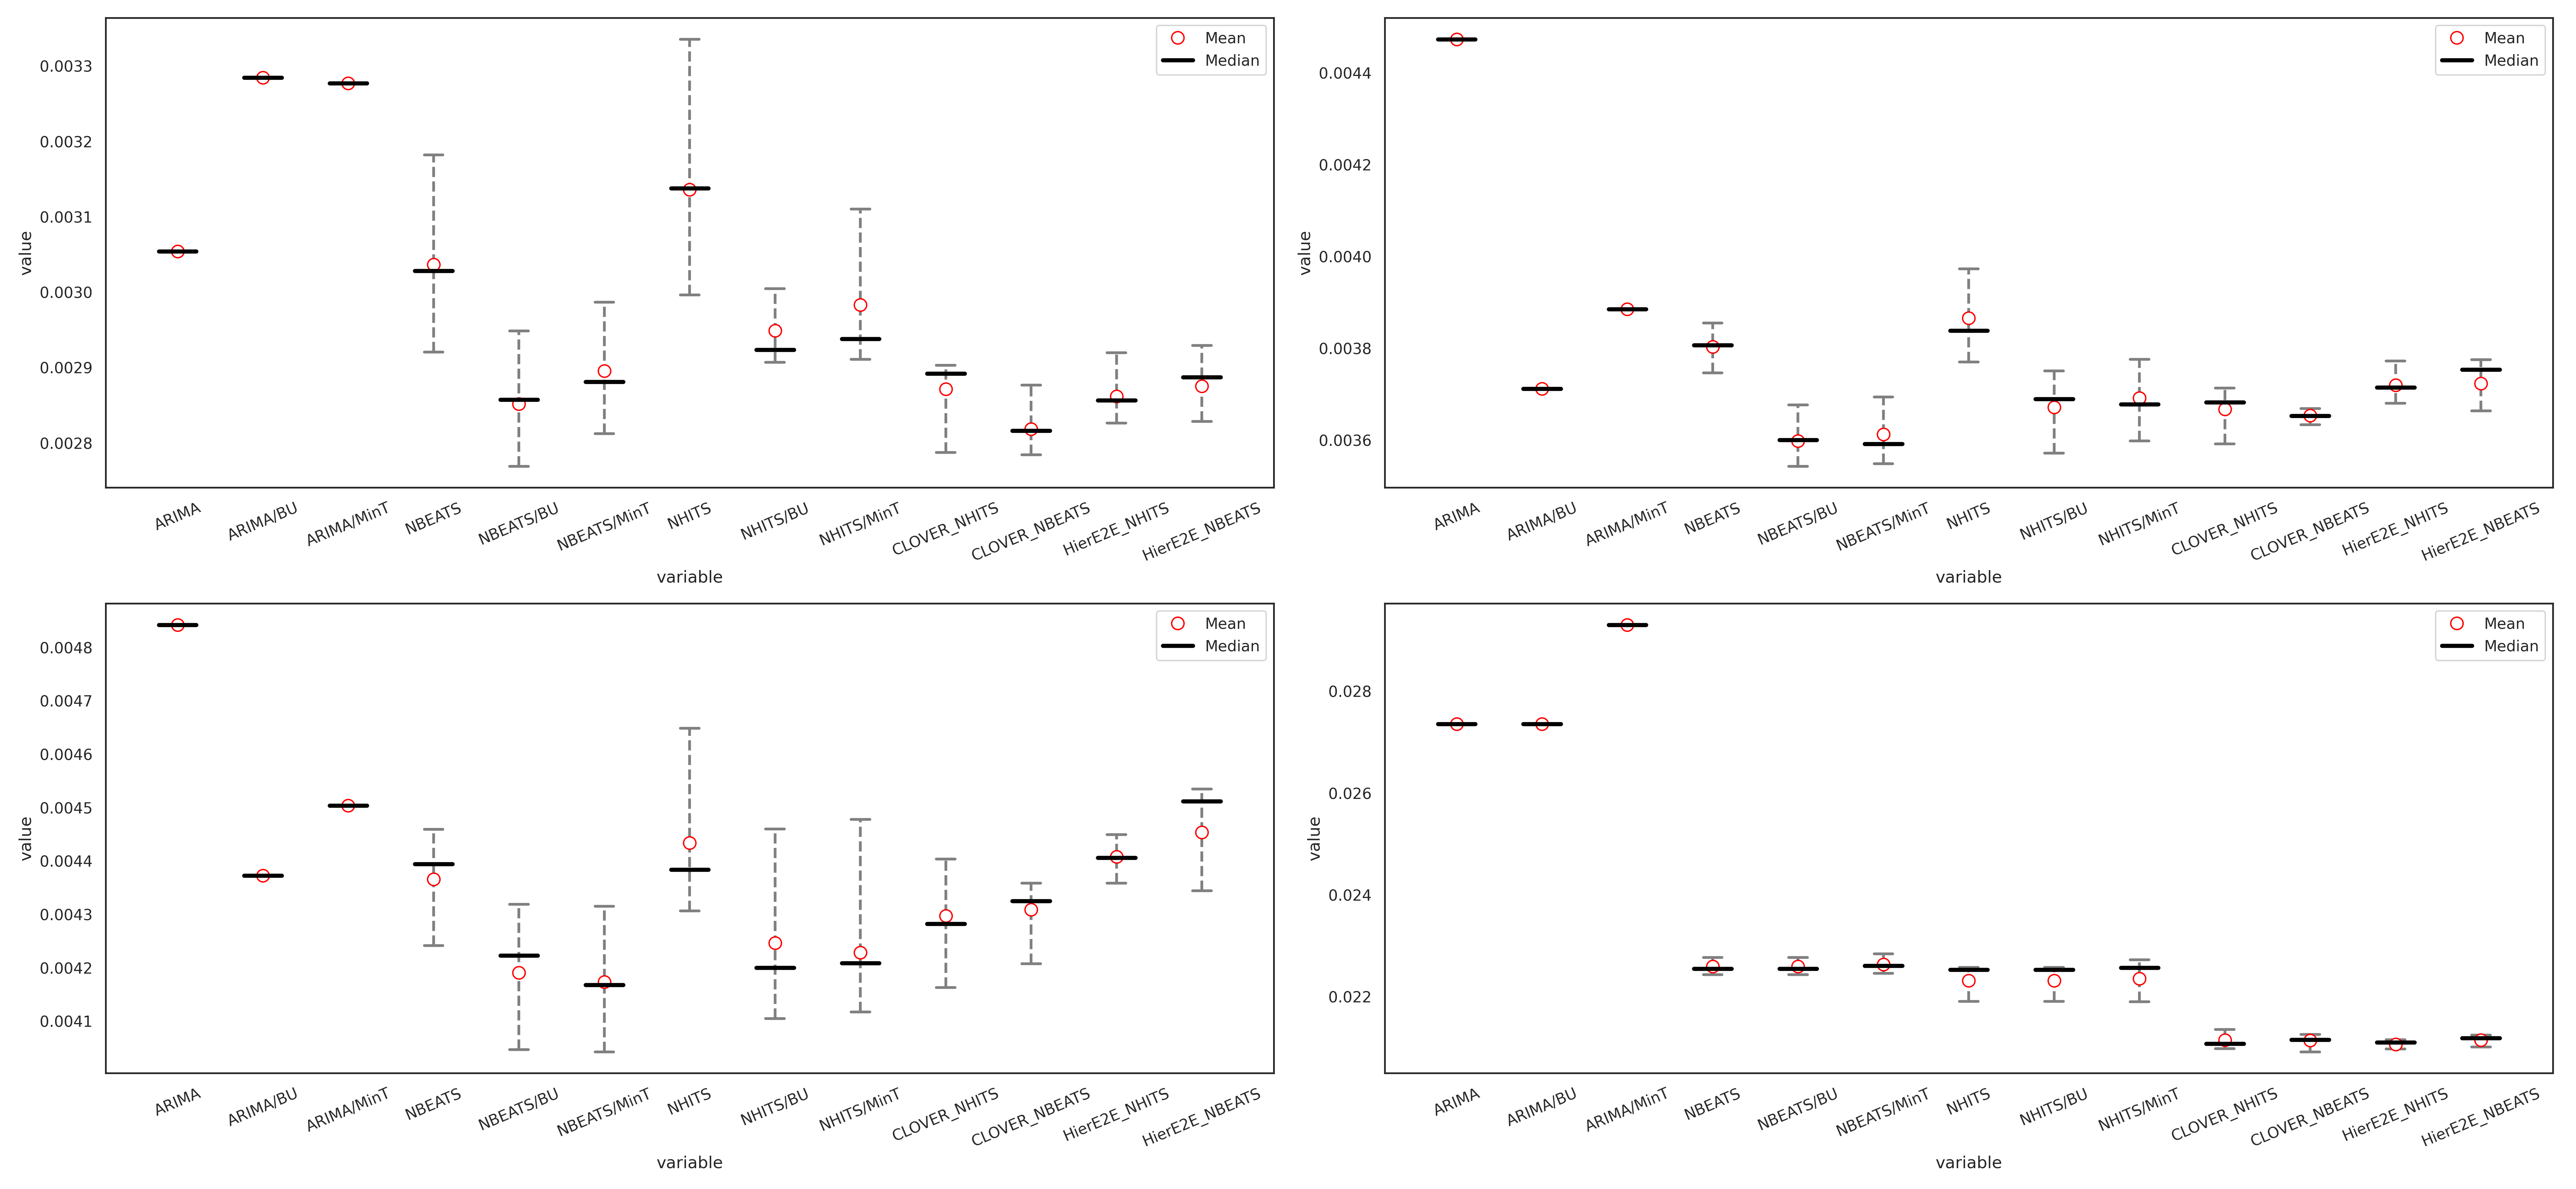 Mean
Median
0.0033
0.0032
0.0031
0.0030
0.0029
0.0028
value
ARIMA
ARIMA/BU
ARIMA/MinT
NBEATS
NBEATS/BU
NBEATS/MinT
NHITS
NHITS/BU
NHITS/MinT
CLOVER_NHITS
CLOVER_NBEATS
HierE2E_NHITS
HierE2E_NBEATS
variable
Mean
Median
0.0044
0.0042
0.0040
0.0038
0.0036
value
ARIMA
ARIMA/BU
ARIMA/MinT
NBEATS
NBEATS/BU
NBEATS/MinT
NHITS
NHITS/BU
NHITS/MinT
CLOVER_NHITS
CLOVER_NBEATS
HierE2E_NHITS
HierE2E_NBEATS
variable
Mean
Median
0.0048
0.0047
0.0046
0.0045
0.0044
0.0043
0.0042
0.0041
value
ARIMA
ARIMA/BU
ARIMA/MinT
NBEATS
NBEATS/BU
NBEATS/MinT
NHITS
NHITS/BU
NHITS/MinT
CLOVER_NHITS
CLOVER_NBEATS
HierE2E_NHITS
HierE2E_NBEATS
variable
Mean
Median
0.028
0.026
0.024
0.022
value
ARIMA
ARIMA/BU
ARIMA/MinT
NBEATS
NBEATS/BU
NBEATS/MinT
NHITS
NHITS/BU
NHITS/MinT
CLOVER_NHITS
CLOVER_NBEATS
HierE2E_NHITS
HierE2E_NBEATS
variable